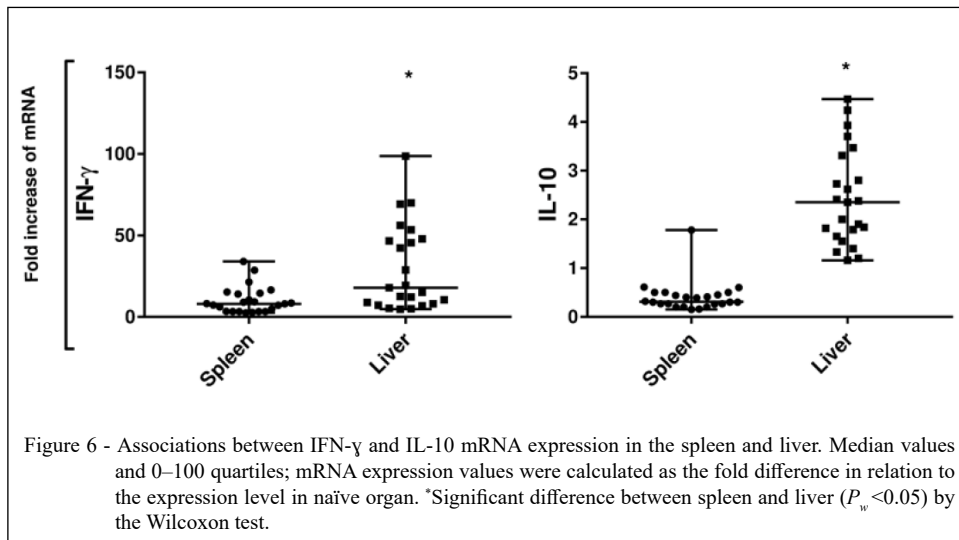 Fold increase of mRNA
IFN-γ
150
100
50
0
*
Spleen
Liver
IL-10
5
4
3
2
1
0
*
Spleen
Liver
Figure 6 - Associations between IFN-ɣ and IL-10 mRNA expression in the spleen and liver. Median values
and 0–100 quartiles; mRNA expression values were calculated as the fold difference in relation to
the expression level in naïve organ. *Significant difference between spleen and liver (P_w <0.05) by
the Wilcoxon test.